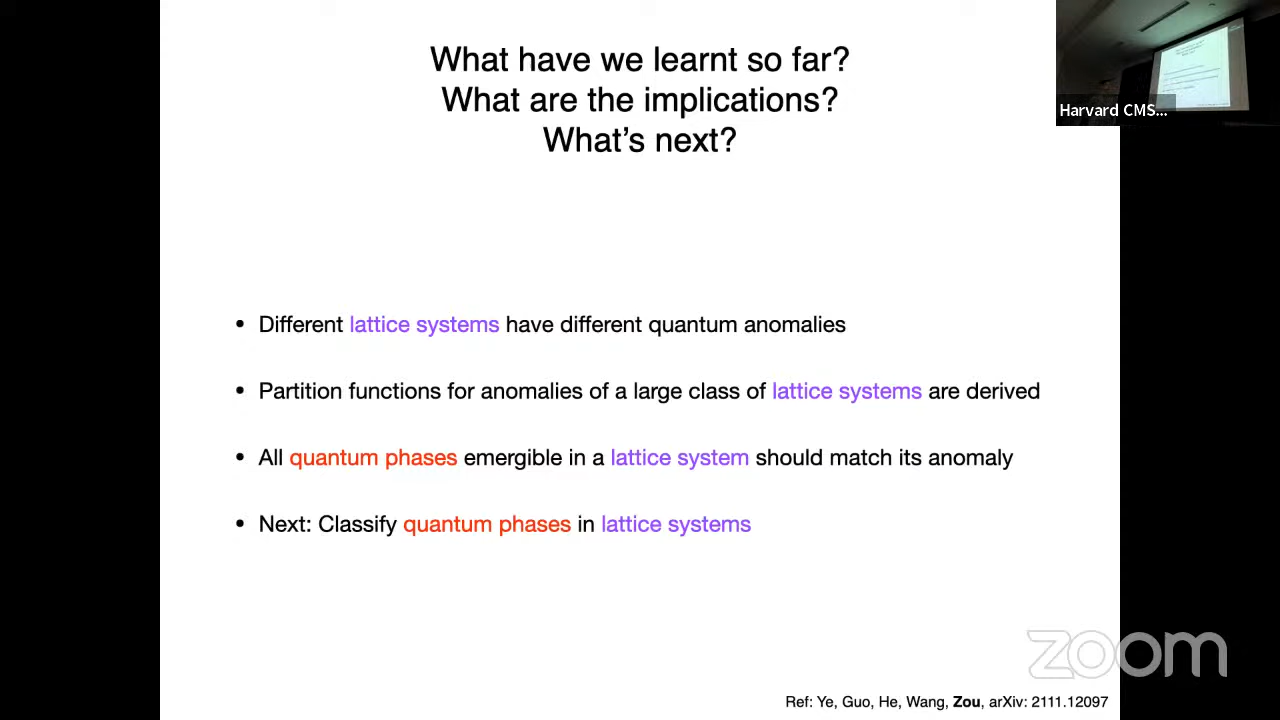 What have we learnt so far?
What are the implications?
What's next?
Harvard CMS...
• Different lattice systems have different quantum anomalies
• Partition functions for anomalies of a large class of lattice systems are derived
• All quantum phases emergible in a lattice system should match its anomaly
• Next: Classify quantum phases in lattice systems
zoom
Ref: Ye, Guo, He, Wang, Zou, arXiv: 2111.12097